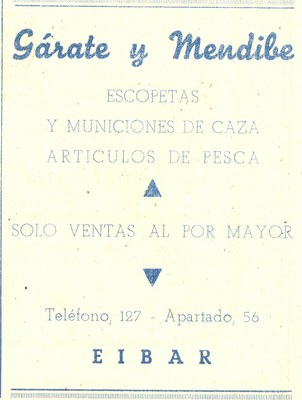 Gárate y Mendibe
ESCOPETAS
Y MUNICIONES DE CAZA
ARTICULOS DE PESCA
SOLO VENTAS AL POR MAYOR
Teléfono, 127 - Apartado, 56
EIBAR